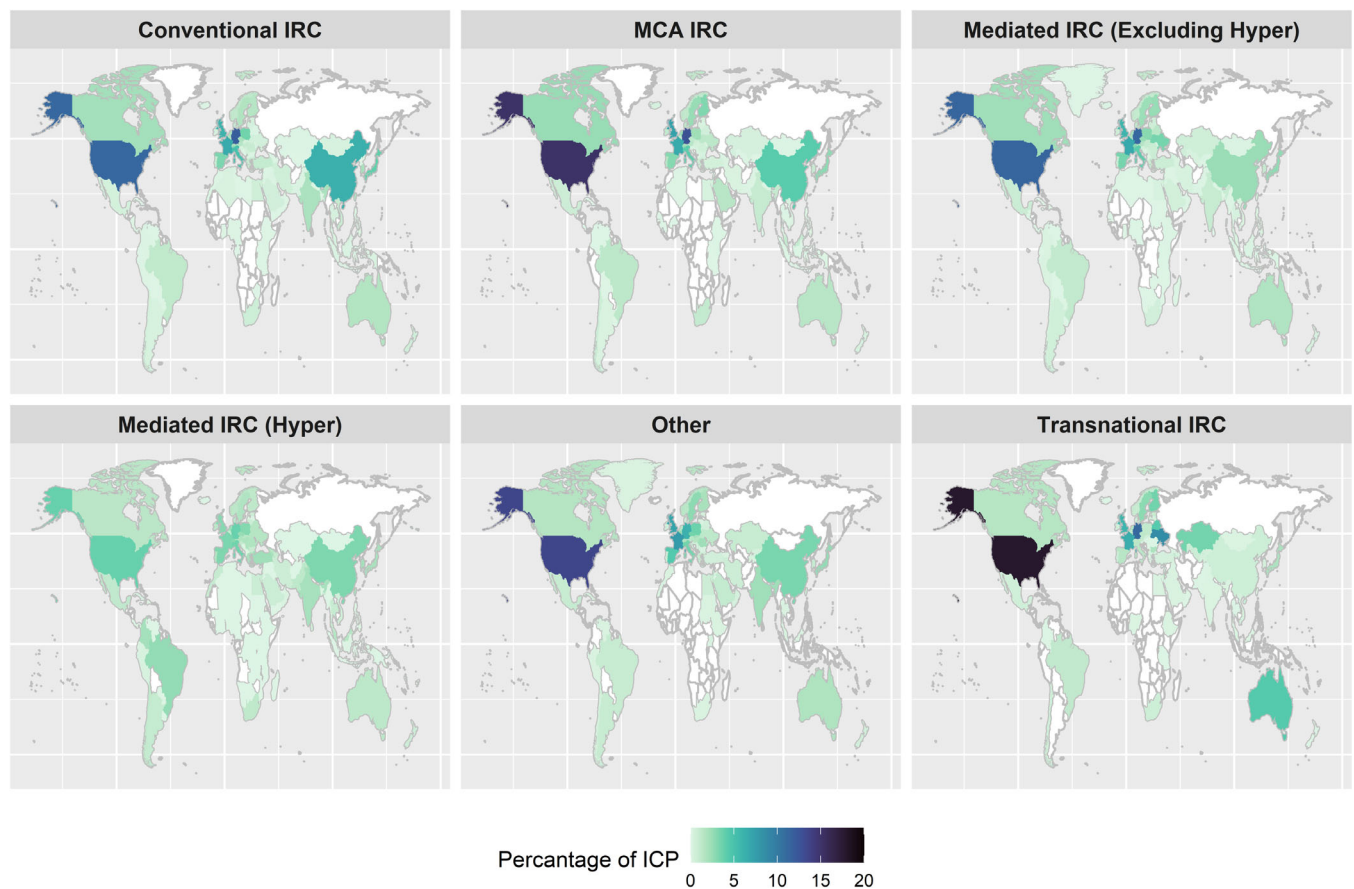 Conventional IRC
MCA IRC
Mediated IRC (Excluding Hyper)
Mediated IRC (Hyper)
Other
Transnational IRC
Percantage of ICP
0 5 10 15 20